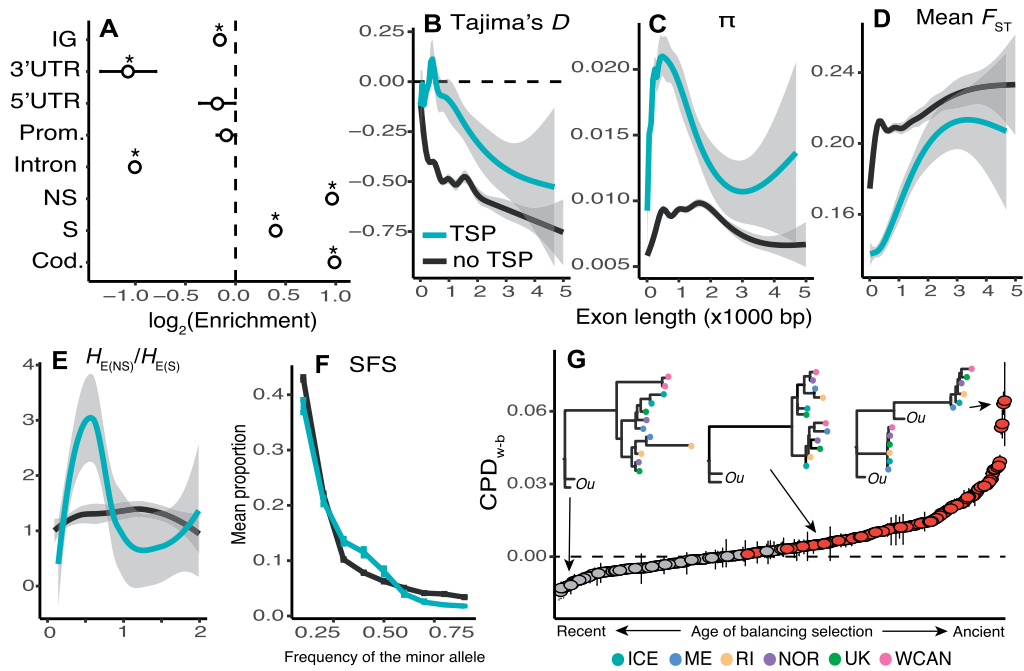 A
IG
3'UTR
5'UTR
Prom.
Intron
NS
S
Cod.
* * * * * *
−1.0 −0.5 0.0 0.5 1.0
log2(Enrichment)
B Tajima's D
0.25
0.00
−0.25
−0.50
−0.75
TSP
no TSP
0 1 2 3 4 5
C π
0.020
0.015
0.010
0.005
0 1 2 3 4 5
Exon length (x1000 bp)
D Mean FST
0.24
0.20
0.16
0 1 2 3 4 5
E HE(NS)/HE(S)
4
3
2
1
0
0 1 2
F SFS
Mean proportion
0.4
0.3
0.2
0.1
0.0
0.25 0.50 0.75
Frequency of the minor allele
G
CPDw-b
0.06
0.03
0.00
Ou
Ou
Ou
Ou
Recent Age of balancing selection Ancient
ICE ME RI NOR UK WCAN